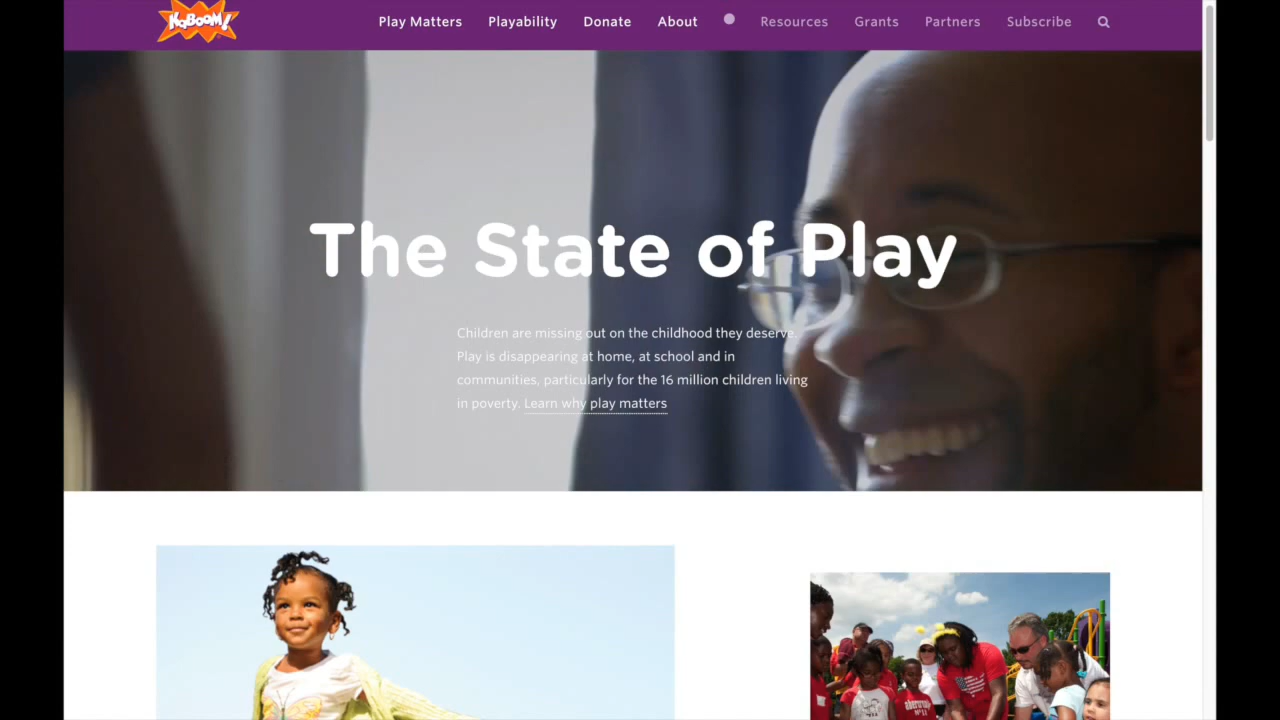 KaBOOM!
Play Matters Playability Donate About Resources Grants Partners Subscribe
The State of Play
Children are missing out on the childhood they deserve.
Play is disappearing at home, at school and in
communities, particularly for the 16 million children living
in poverty. Learn why play matters